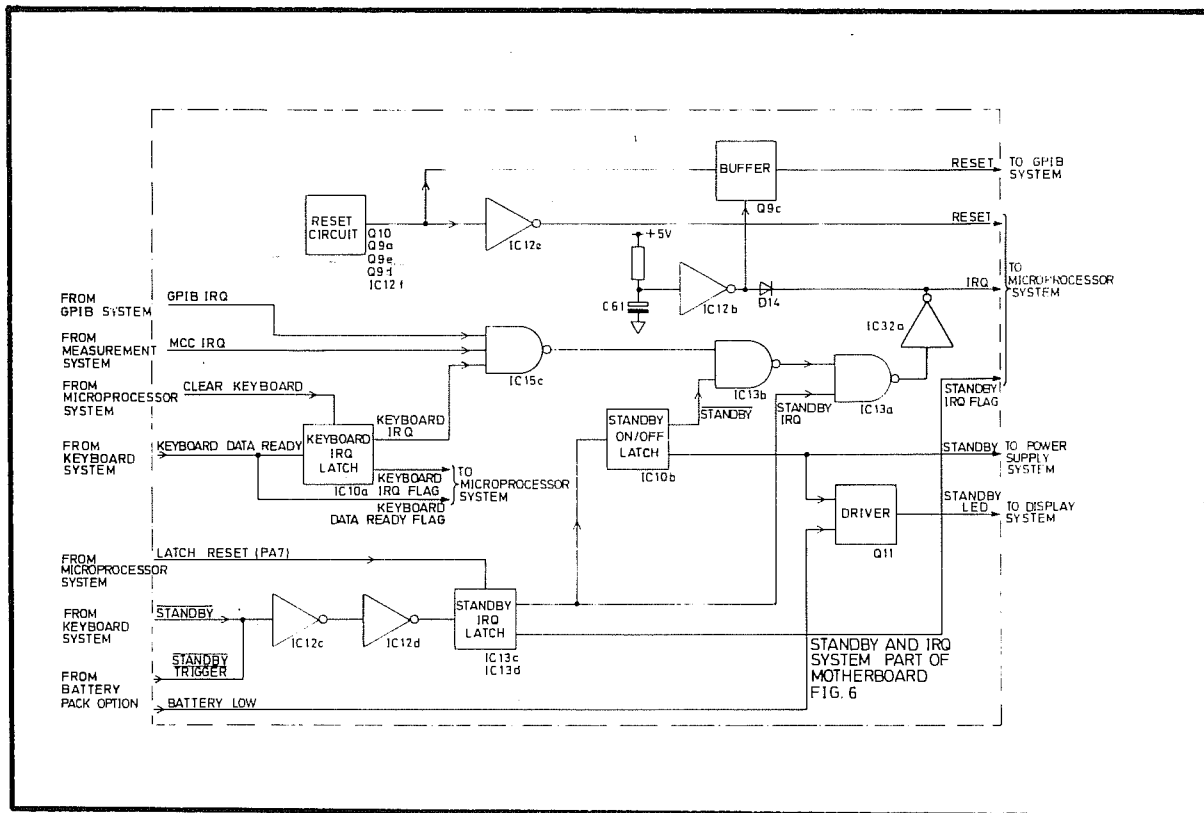 BUFFER
Q9c
RESET
TO GPIB
SYSTEM
RESET
CIRCUIT
Q10
Q9a
Q9e
Q9d
IC12f
IC12e
RESET
+5V
C61
IC12b
D14
IRQ
TO
MICROPROCESSOR
SYSTEM
IC32a
FROM
GPIB SYSTEM
GPIB IRQ
FROM
MEASUREMENT
SYSTEM
MCC IRQ
IC15c
IC13b
IC13a
STANDBY
IRQ FLAG
FROM
MICROPROCESSOR
SYSTEM
CLEAR KEYBOARD
STANDBY
STANDBY
IRQ
KEYBOARD
IRQ
LATCH
IC10a
KEYBOARD
IRQ
STANDBY
ON/OFF
LATCH
IC10b
FROM
KEYBOARD
SYSTEM
KEYBOARD DATA READY
KEYBOARD
IRQ FLAG
KEYBOARD
DATA READY FLAG
TO
MICROPROCESSOR
SYSTEM
STANDBY
TO POWER
SUPPLY
SYSTEM
DRIVER
Q11
STANDBY
LED
TO DISPLAY
SYSTEM
FROM
MICROPROCESSOR
SYSTEM
LATCH RESET (PA7)
FROM
KEYBOARD
SYSTEM
STANDBY
IC12c
IC12d
STANDBY
IRQ
LATCH
IC13c
IC13d
STANDBY
TRIGGER
FROM
BATTERY
PACK OPTION
BATTERY LOW
STANDBY AND IRQ
SYSTEM PART OF
MOTHERBOARD
FIG. 6